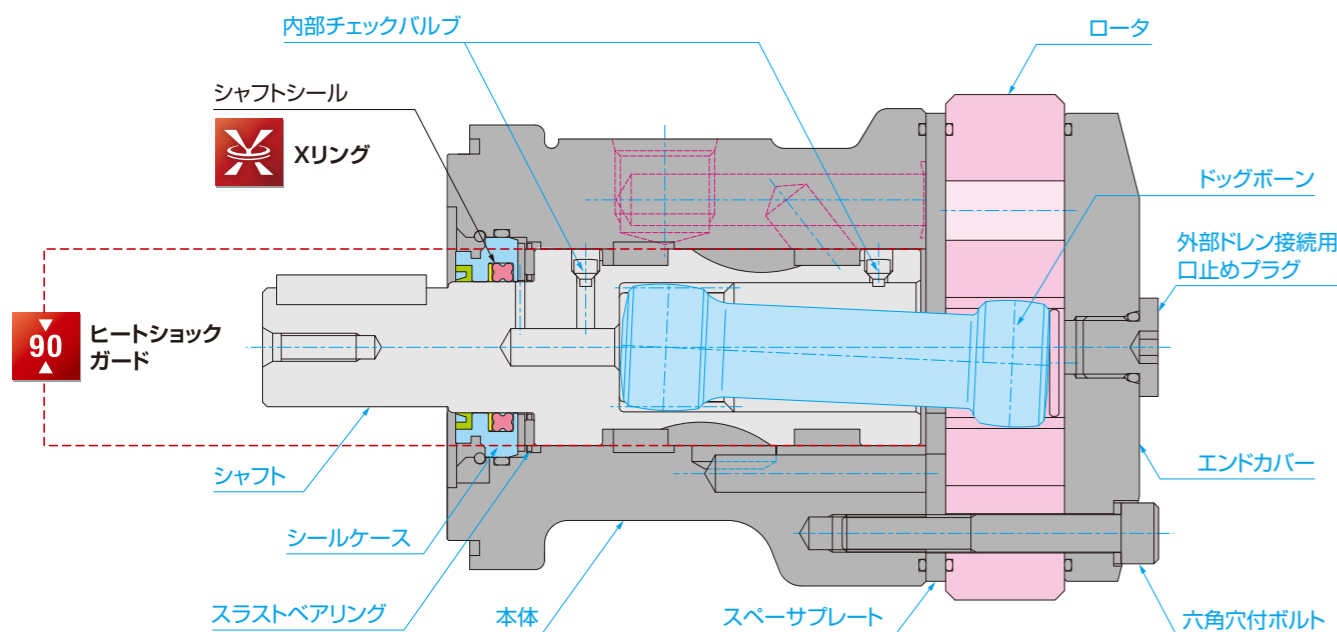 内部チェックバルブ
ロータ
シャフトシール
Xリング
ドッグボーン
外部ドレン接続用
口止めプラグ
90
ヒートショック
ガード
シャフト
エンドカバー
シールケース
スラストベアリング
本体
スペーサプレート
六角穴付ボルト